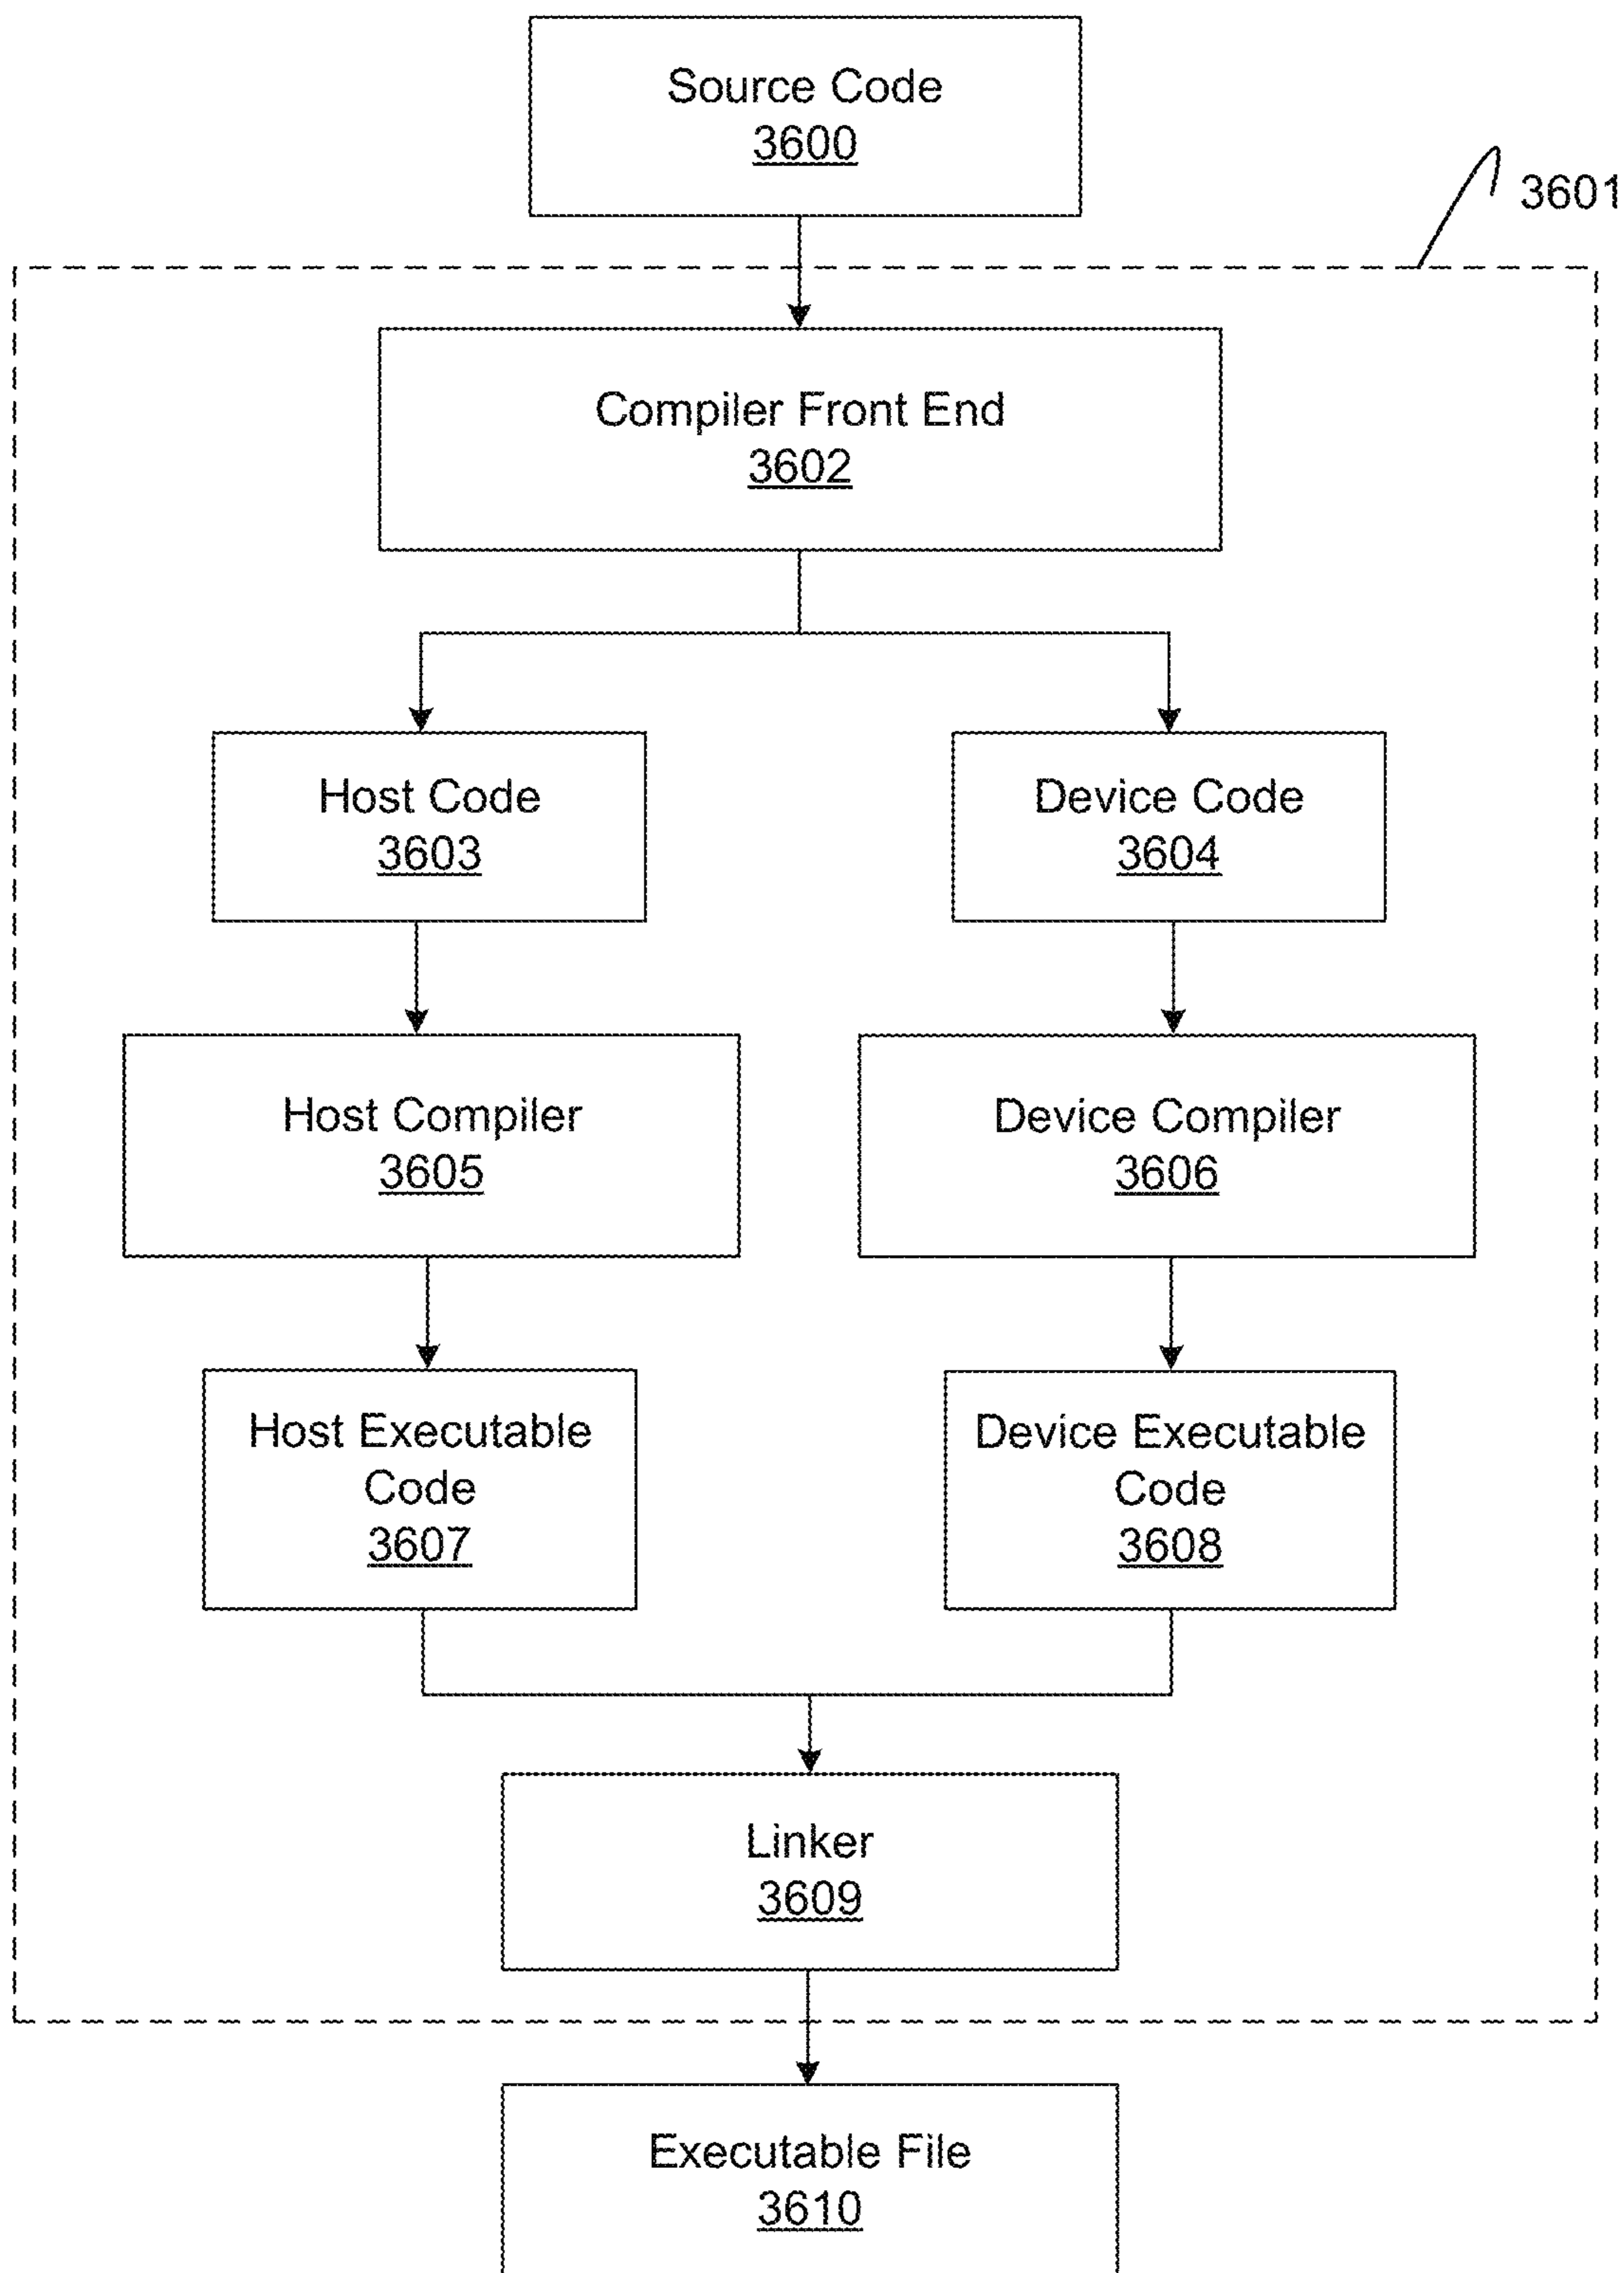 Source Code
3600
3601
Compiler Front End
3602
Host Code
3603
Device Code
3604
Host Compiler
3605
Device Compiler
3606
Host Executable
Code
3607
Device Executable
Code
3608
Linker
3609
Executable File
3610